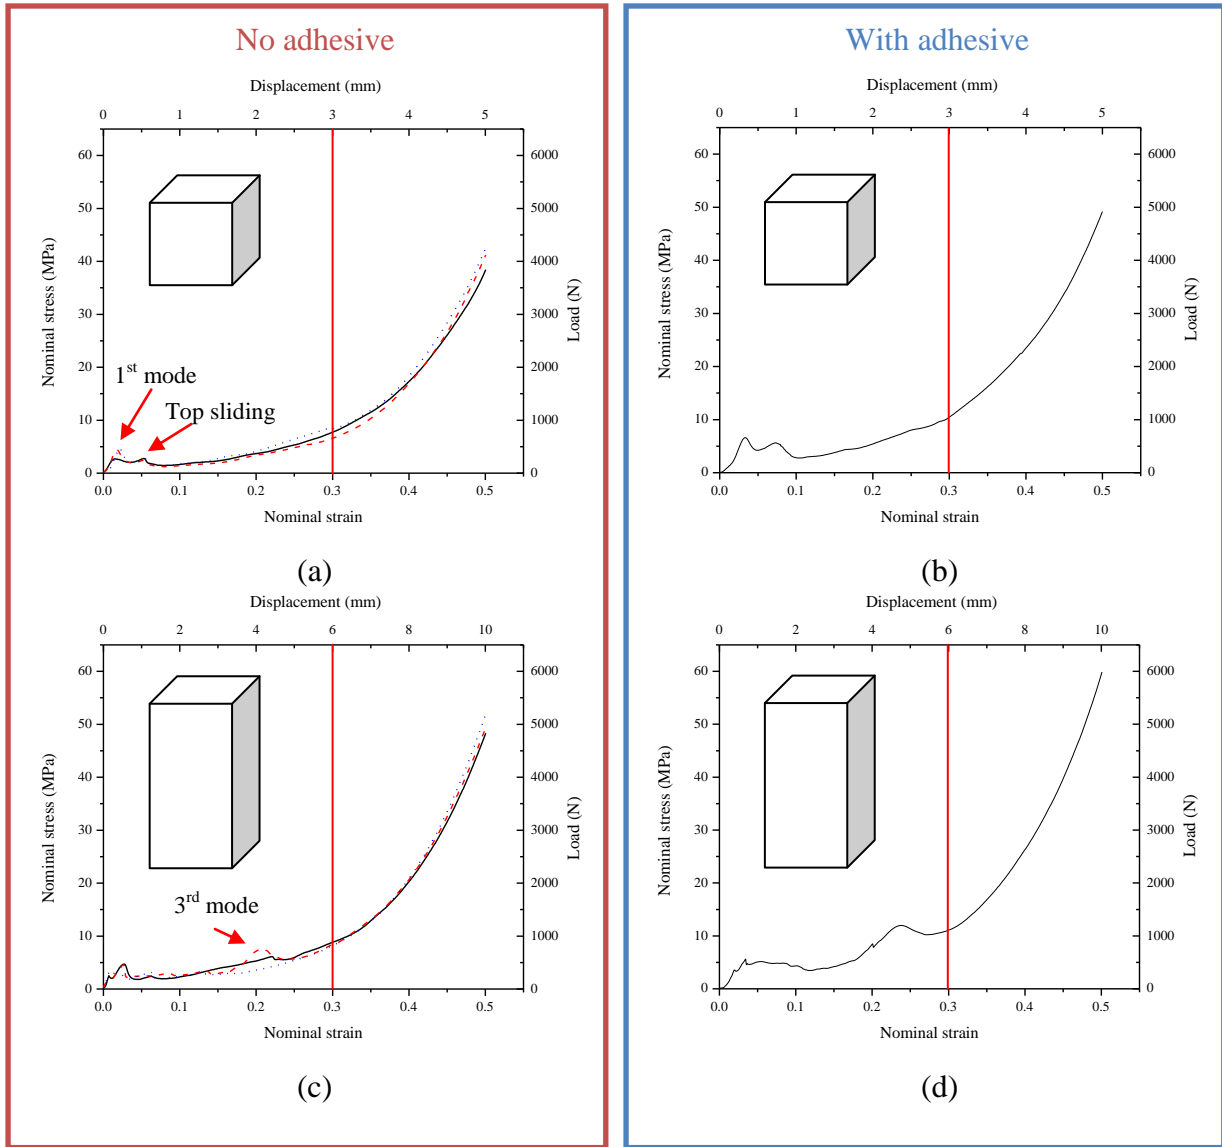 No adhesive
Displacement (mm)
0 1 2 3 4 5
60 6000
50 5000
40 4000
30 3000
20 2000
10 1000
0 0
Nominal stress (MPa)
Load (N)
1st mode
Top sliding
0.0 0.1 0.2 0.3 0.4 0.5
Nominal strain
(a)
With adhesive
Displacement (mm)
0 1 2 3 4 5
60 6000
50 5000
40 4000
30 3000
20 2000
10 1000
0 0
Nominal stress (MPa)
Load (N)
0.0 0.1 0.2 0.3 0.4 0.5
Nominal strain
(b)
Displacement (mm)
0 2 4 6 8 10
60 6000
50 5000
40 4000
30 3000
20 2000
10 1000
0 0
Nominal stress (MPa)
Load (N)
3rd mode
0.0 0.1 0.2 0.3 0.4 0.5
Nominal strain
(c)
Displacement (mm)
0 2 4 6 8 10
60 6000
50 5000
40 4000
30 3000
20 2000
10 1000
0 0
Nominal stress (MPa)
Load (N)
0.0 0.1 0.2 0.3 0.4 0.5
Nominal strain
(d)